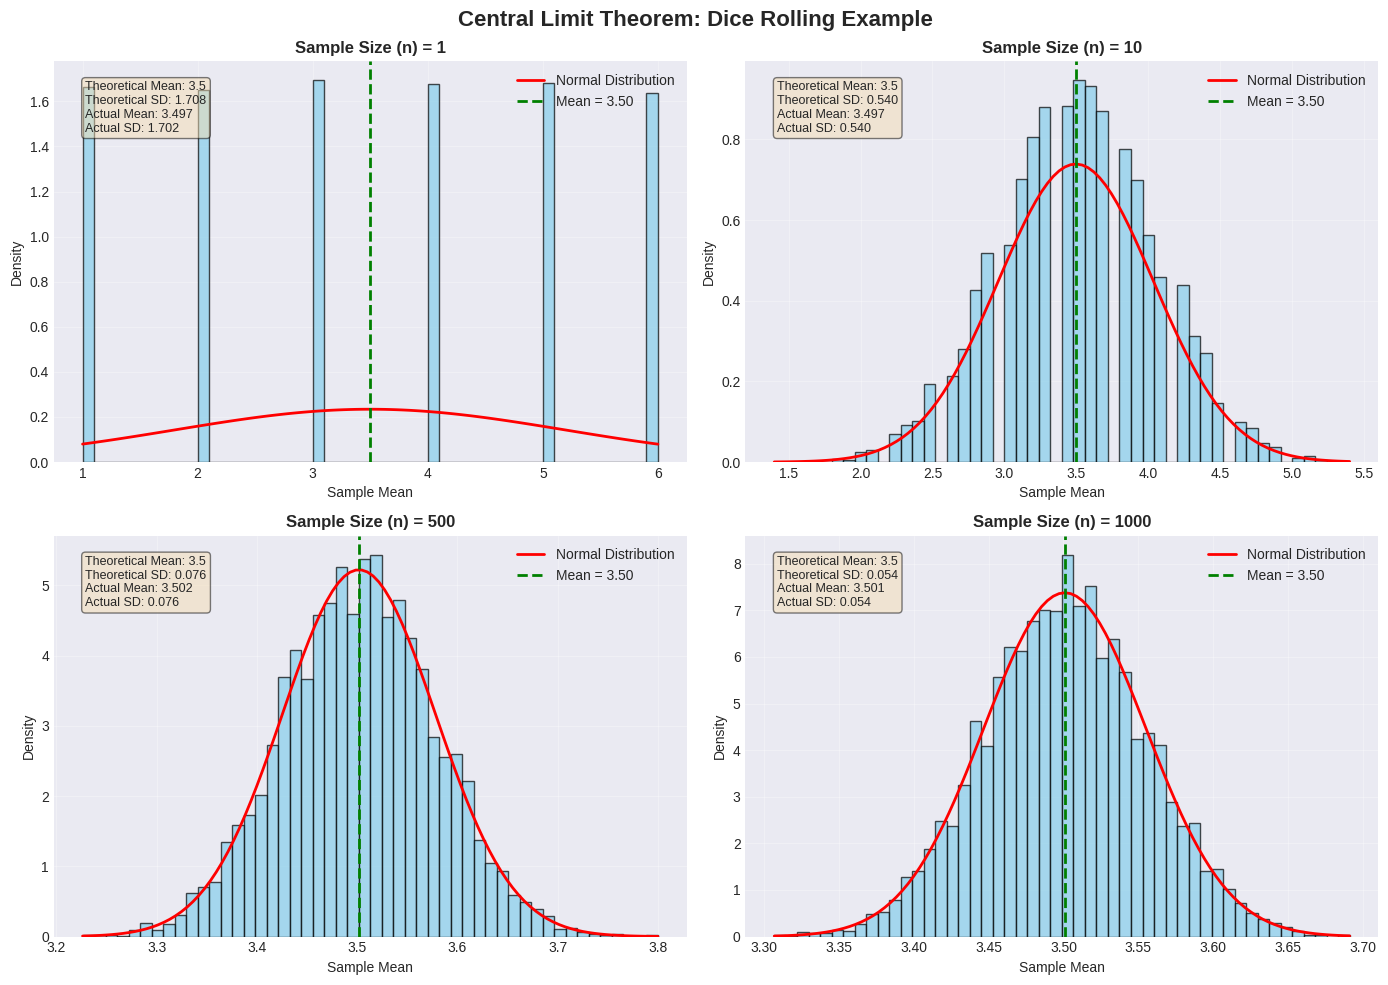 Central Limit Theorem: Dice Rolling Example
Sample Size (n) = 1
Theoretical Mean: 3.5
Theoretical SD: 1.708
Actual Mean: 3.497
Actual SD: 1.702
Normal Distribution
Mean = 3.50
Density
1.6
1.4
1.2
1.0
0.8
0.6
0.4
0.2
0.0
1 2 3 4 5 6
Sample Mean
Sample Size (n) = 10
Theoretical Mean: 3.5
Theoretical SD: 0.540
Actual Mean: 3.497
Actual SD: 0.540
Normal Distribution
Mean = 3.50
Density
0.8
0.6
0.4
0.2
0.0
1.5 2.0 2.5 3.0 3.5 4.0 4.5 5.0 5.5
Sample Mean
Sample Size (n) = 500
Theoretical Mean: 3.5
Theoretical SD: 0.076
Actual Mean: 3.502
Actual SD: 0.076
Normal Distribution
Mean = 3.50
Density
5
4
3
2
1
0
3.2 3.3 3.4 3.5 3.6 3.7 3.8
Sample Mean
Sample Size (n) = 1000
Theoretical Mean: 3.5
Theoretical SD: 0.054
Actual Mean: 3.501
Actual SD: 0.054
Normal Distribution
Mean = 3.50
Density
8
7
6
5
4
3
2
1
0
3.30 3.35 3.40 3.45 3.50 3.55 3.60 3.65 3.70
Sample Mean